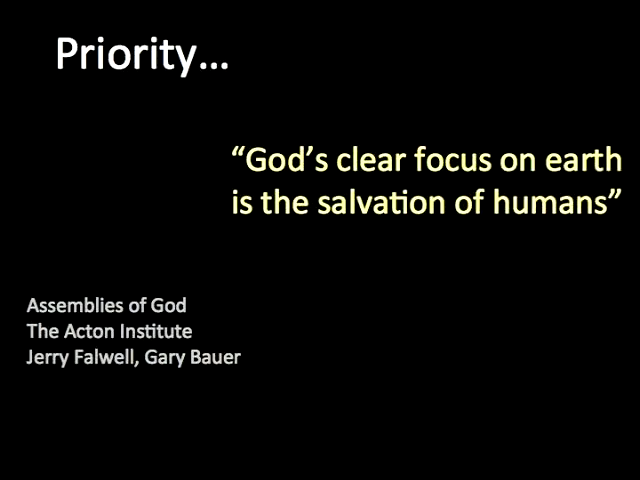 Priority…
“God’s clear focus on earth
is the salvation of humans”
Assemblies of God
The Acton Institute
Jerry Falwell, Gary Bauer